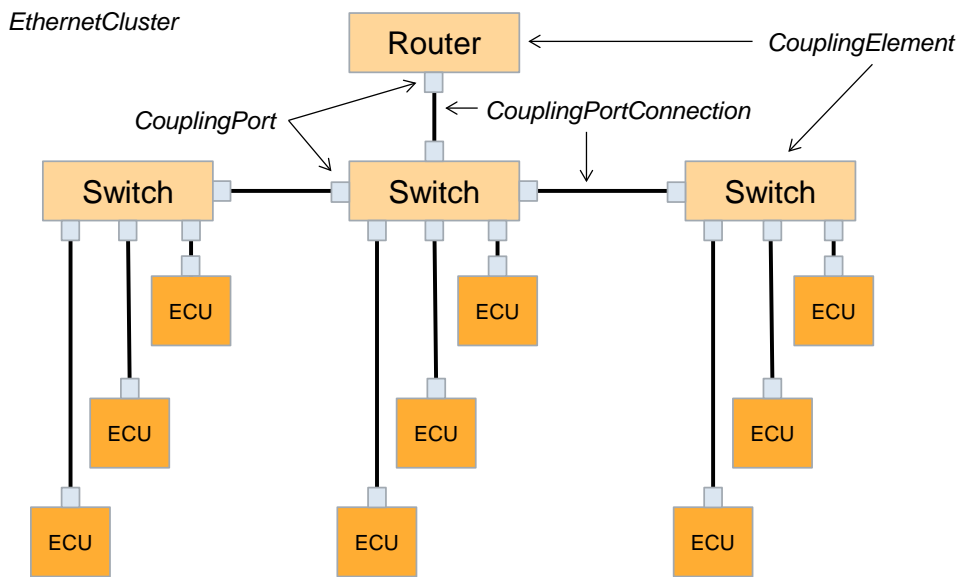 EthernetCluster
Router
CouplingElement
CouplingPort
CouplingPortConnection
Switch
Switch
Switch
ECU
ECU
ECU
ECU
ECU
ECU
ECU
ECU
ECU